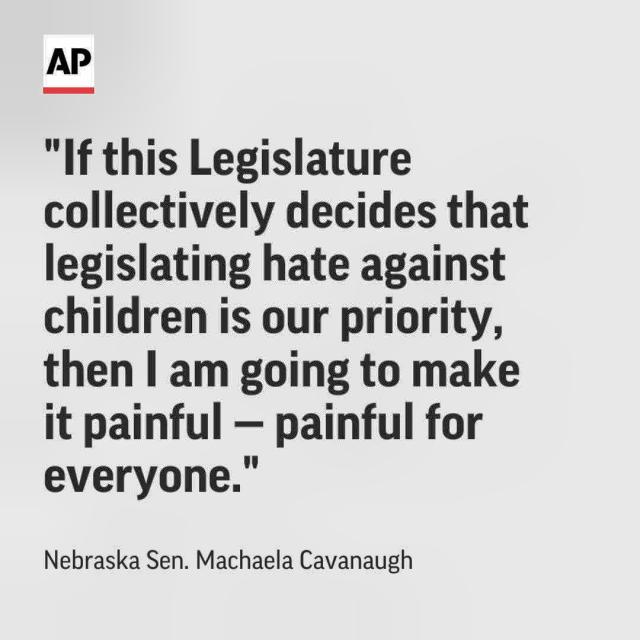 AP
"If this Legislature
collectively decides that
legislating hate against
children is our priority,
then I am going to make
it painful — painful for
everyone."
Nebraska Sen. Machaela Cavanaugh